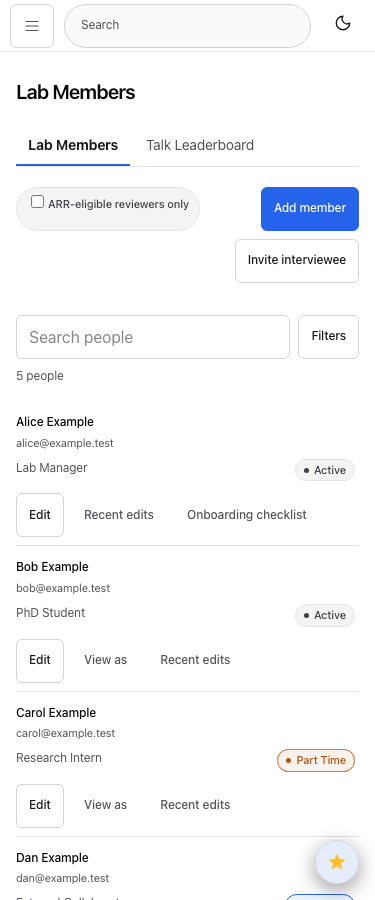 Search
Lab Members
Lab Members Talk Leaderboard
ARR-eligible reviewers only Add member
Invite interviewee
Search people Filters
5 people
Alice Example
alice@example.test
Lab Manager Active
Edit Recent edits Onboarding checklist
Bob Example
bob@example.test
PhD Student Active
Edit View as Recent edits
Carol Example
carol@example.test
Research Intern Part Time
Edit View as Recent edits
Dan Example
dan@example.test